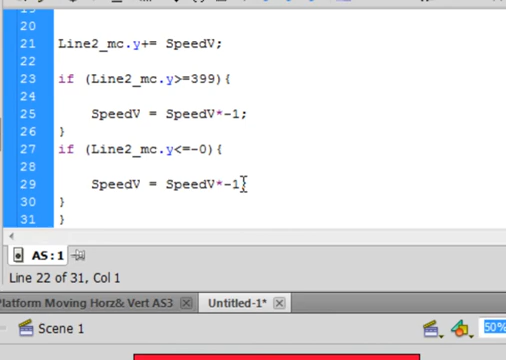 19
20
21 Line2_mc.y+= SpeedV;
22
23 if (Line2_mc.y>=399){
24
25 SpeedV = SpeedV*-1;
26 }
27 if (Line2_mc.y<=-0){
28
29 SpeedV = SpeedV*-1
30 }
31 }
AS:1
Line 22 of 31, Col 1
Platform Moving Horz& Vert AS3 Untitled-1*
Scene 1 50%